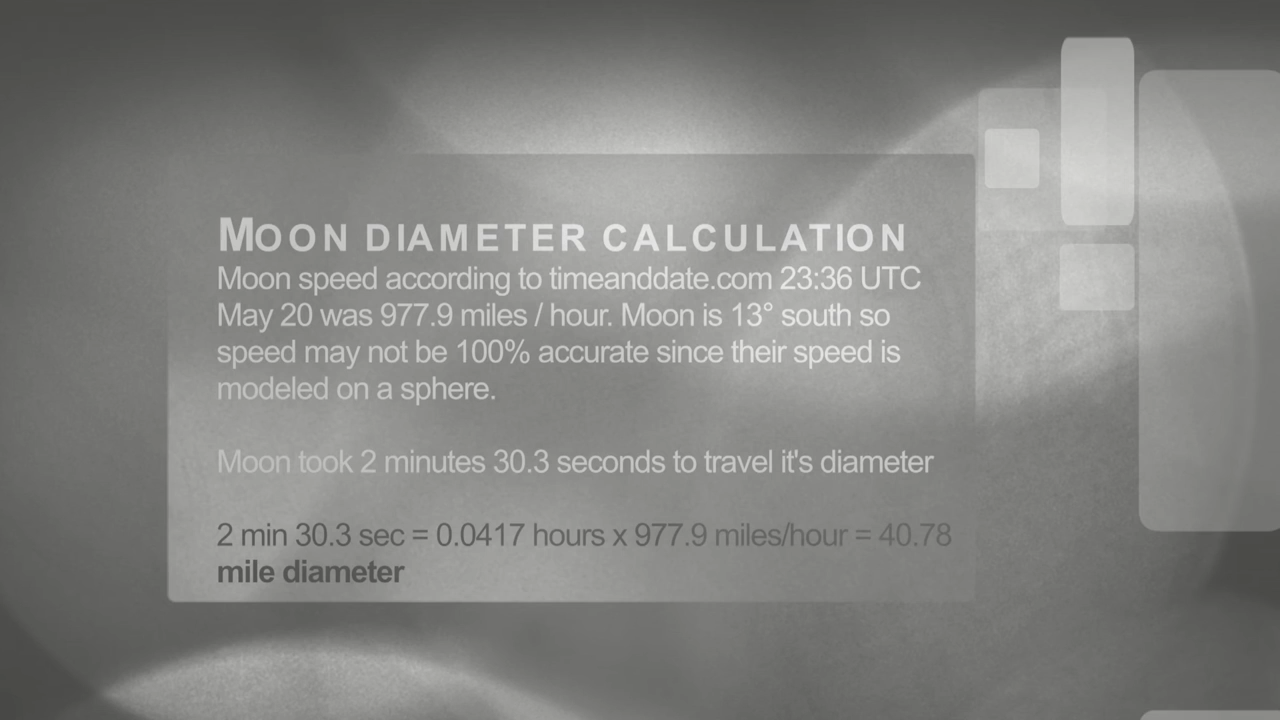 MOON DIAMETER CALCULATION
Moon speed according to timeanddate.com 23:36 UTC
May 20 was 977.9 miles / hour. Moon is 13° south so
speed may not be 100% accurate since their speed is
modeled on a sphere.
Moon took 2 minutes 30.3 seconds to travel it's diameter
2 min 30.3 sec = 0.0417 hours x 977.9 miles/hour = 40.78
mile diameter